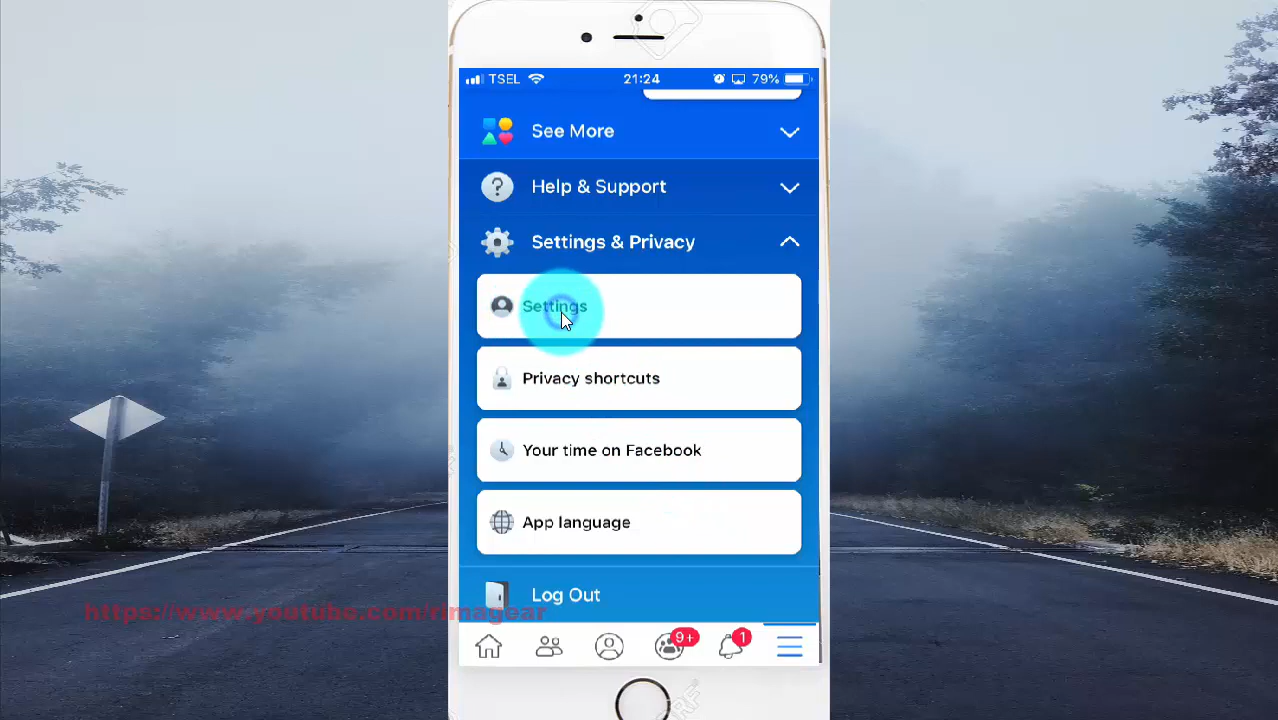 TSEL 21:24 79%
See More
Help & Support
Settings & Privacy
Settings
Privacy shortcuts
Your time on Facebook
App language
Log Out
https://www.youtube.com/rimagear
9+ 1